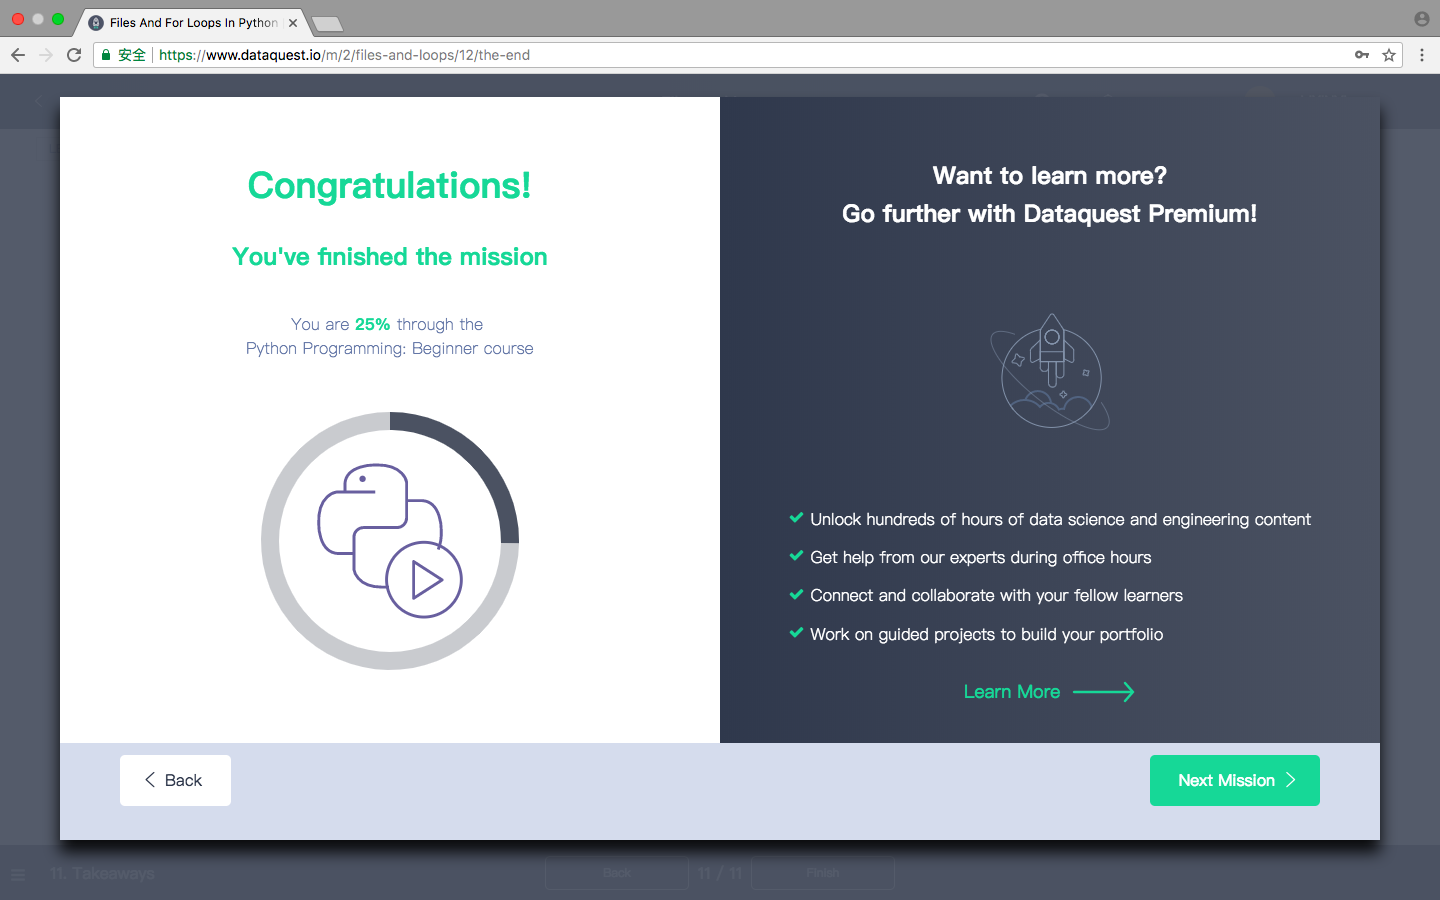 Files And For Loops In Python
安全
https://www.dataquest.io/m/2/files-and-loops/12/the-end
Congratulations!
You've finished the mission
You are 25% through the
Python Programming: Beginner course
Want to learn more?
Go further with Dataquest Premium!
Unlock hundreds of hours of data science and engineering content
Get help from our experts during office hours
Connect and collaborate with your fellow learners
Work on guided projects to build your portfolio
Learn More
Back
Next Mission
11. Takeaways
Back
11 / 11
Finish